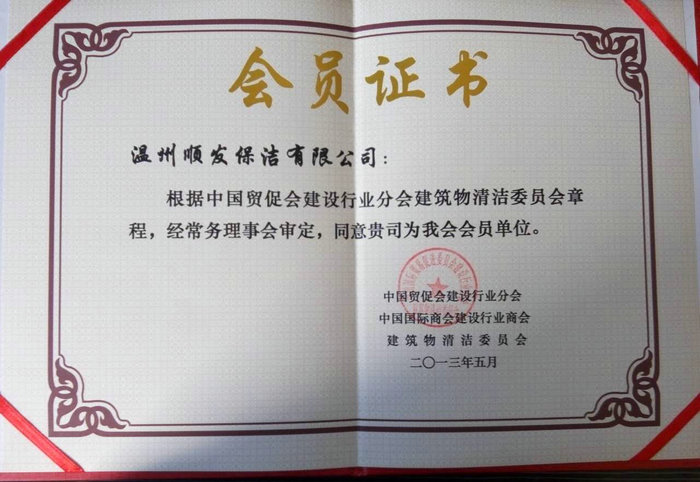 会员证书
温州顺发保洁有限公司：
根据中国贸促会建设行业分会建筑物清洁委员会章
程，经常务理事会审定，同意贵司为我会会员单位。
中国贸促会建设行业分会
中国国际商会建设行业商会
建筑物清洁委员会
二〇一三年五月